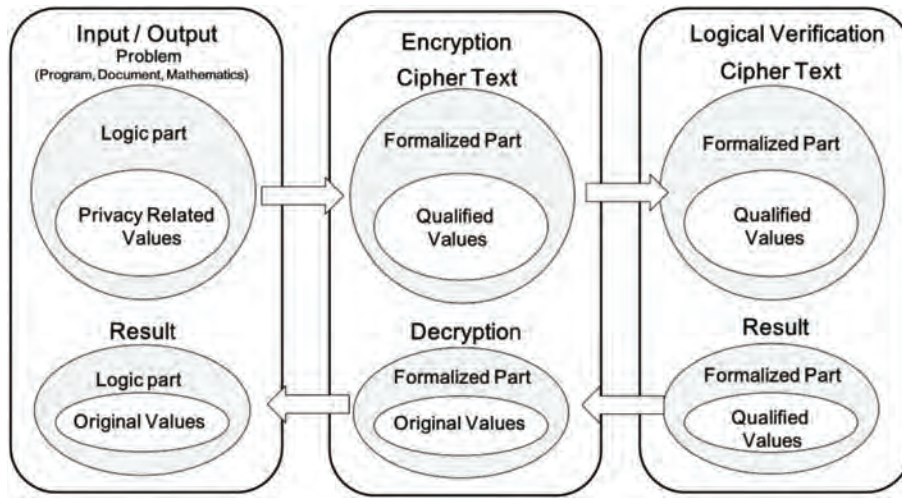 Input / Output
Problem
(Program, Document, Mathematics)
Logic part
Privacy Related
Values
Result
Logic part
Original Values
Encryption
Cipher Text
Formalized Part
Qualified
Values
Decryption
Formalized Part
Original Values
Logical Verification
Cipher Text
Formalized Part
Qualified
Values
Result
Formalized Part
Qualified
Values